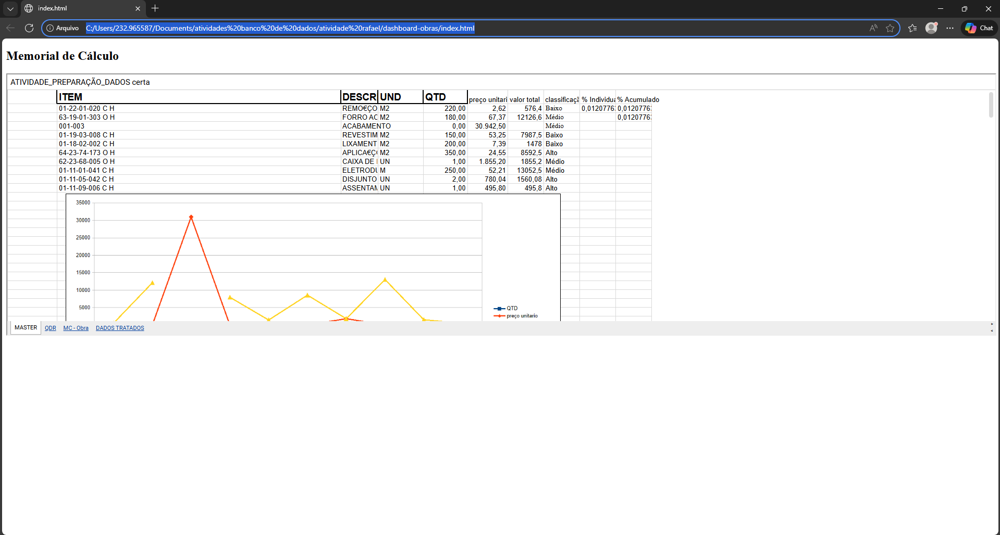 index.html
Arquivo C:/Users/232.965587/Documents/atividades%20banco%20de%20dados/atividade%20rafael/dashboard-obras/index.html Chat
Memorial de Cálculo
ATIVIDADE_PREPARAÇÃO_DADOS certa
ITEM DESCR UND QTD preço unitari valor total classificaçã % Individua % Acumulado
01-22-01-020 C H REMO€ÇO M2 220,00 2,62 576,4 Baixo 0,0120776 0,0120776
63-19-01-303 O H FORRO AC M2 180,00 67,37 12126,6 Médio 0,0120776
001-003 ACABAMENTO 0,00 30.942,50 Médio
01-19-03-008 C H REVESTIM M2 150,00 53,25 7987,5 Baixo
01-18-02-002 C H LIXAMENT M2 200,00 7,39 1478 Baixo
64-23-74-173 O H APLICA€Ç M2 350,00 24,55 8592,5 Alto
62-23-68-005 O H CAIXA DE UN 1,00 1.855,20 1855,2 Médio
01-11-01-041 C H ELETRODU M 250,00 52,21 13052,5 Médio
01-11-05-042 C H DISJUNTO UN 2,00 780,04 1560,08 Alto
01-11-09-006 C H ASSENTAM UN 1,00 495,80 495,8 Alto
35000
30000
25000
20000
15000
10000
5000
QTD
preço unitario
MASTER QDR MC - Obra DADOS TRATADOS